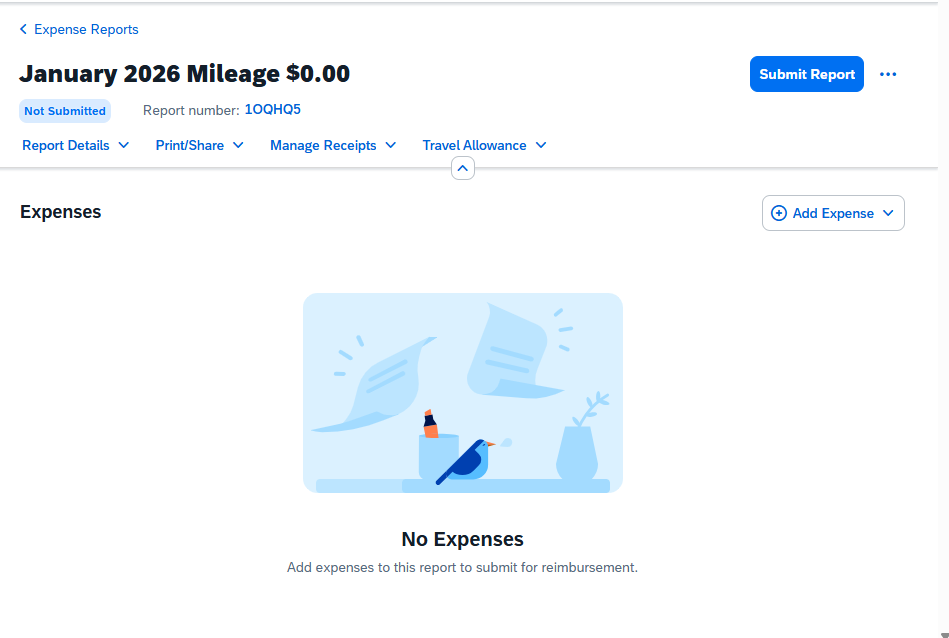 Expense Reports
January 2026 Mileage $0.00
Submit Report
Not Submitted
Report number: 1OQHQ5
Report Details
Print/Share
Manage Receipts
Travel Allowance
Expenses
Add Expense
No Expenses
Add expenses to this report to submit for reimbursement.